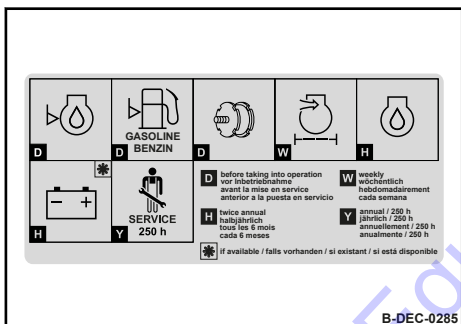 GASOLINE
BENZIN
D
D
D
W
H
SERVICE
250 h
H
Y
D before taking into operation
vor Inbetriebnahme
avant la mise en service
anterior a la puesta en servicio
W weekly
wöchentlich
hebdomadairement
cada semana
H twice annual
halbjährlich
tous les 6 mois
cada 6 meses
Y annual / 250 h
jährlich / 250 h
annuellement / 250 h
anualmente / 250 h
if available / falls vorhanden / si existant / si está disponible
B-DEC-0285